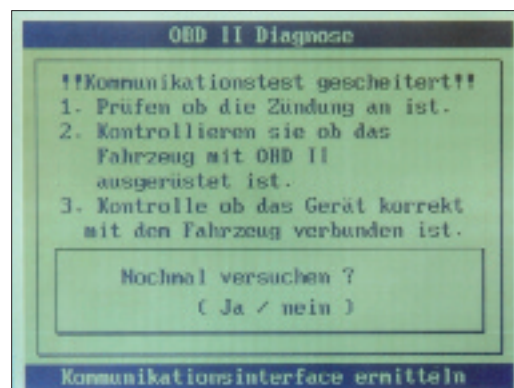 OBD II Diagnose
!!Kommunikationstest gescheitert!!
1. Prüfen ob die Zündung an ist.
2. Kontrollieren sie ob das
Fahrzeug mit OBD II
ausgerüstet ist.
3. Kontrolle ob das Gerät korrekt
mit dem Fahrzeug verbunden ist.
Nochmal versuchen ?
( Ja / nein )
Kommunikationsinterface ermitteln